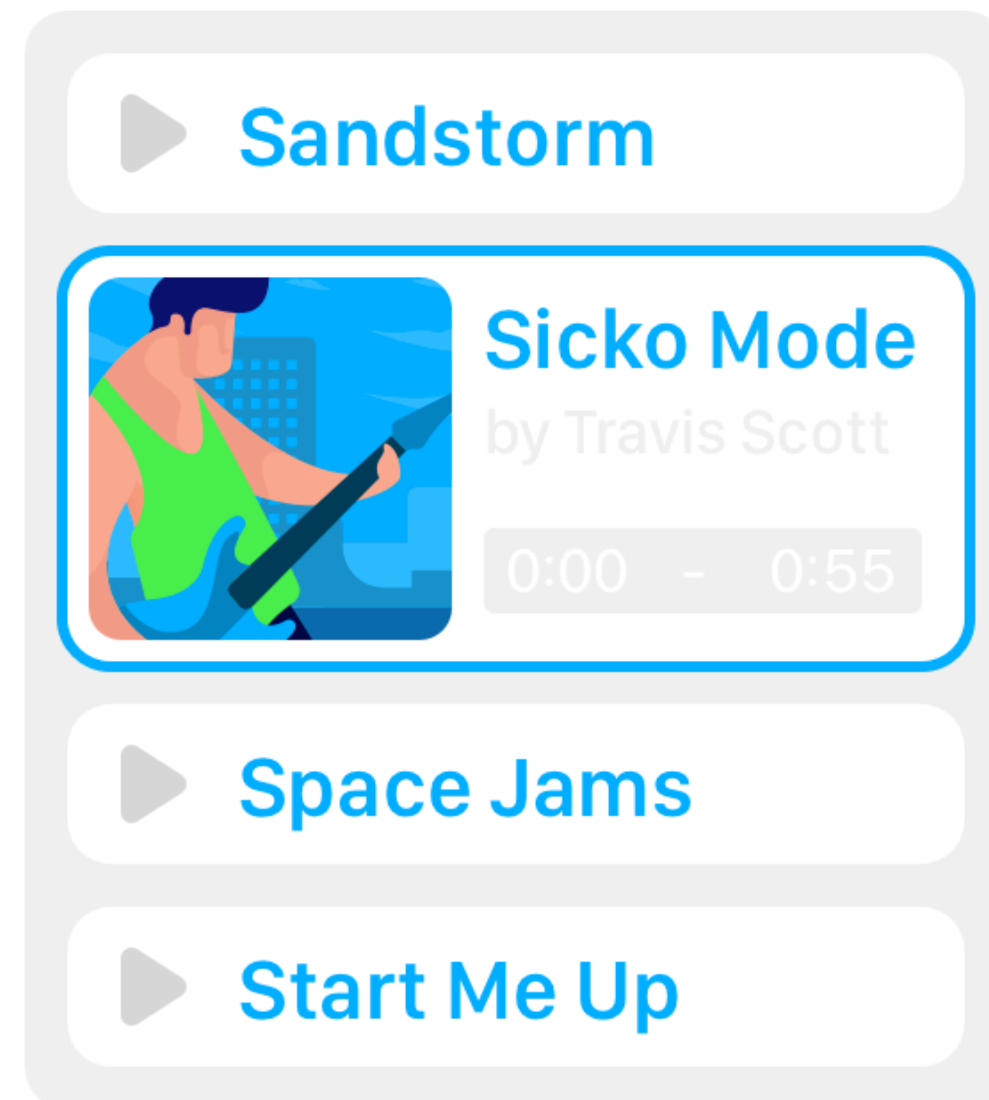 Sandstorm
Sicko Mode
by Travis Scott
0:00 - 0:55
Space Jams
Start Me Up